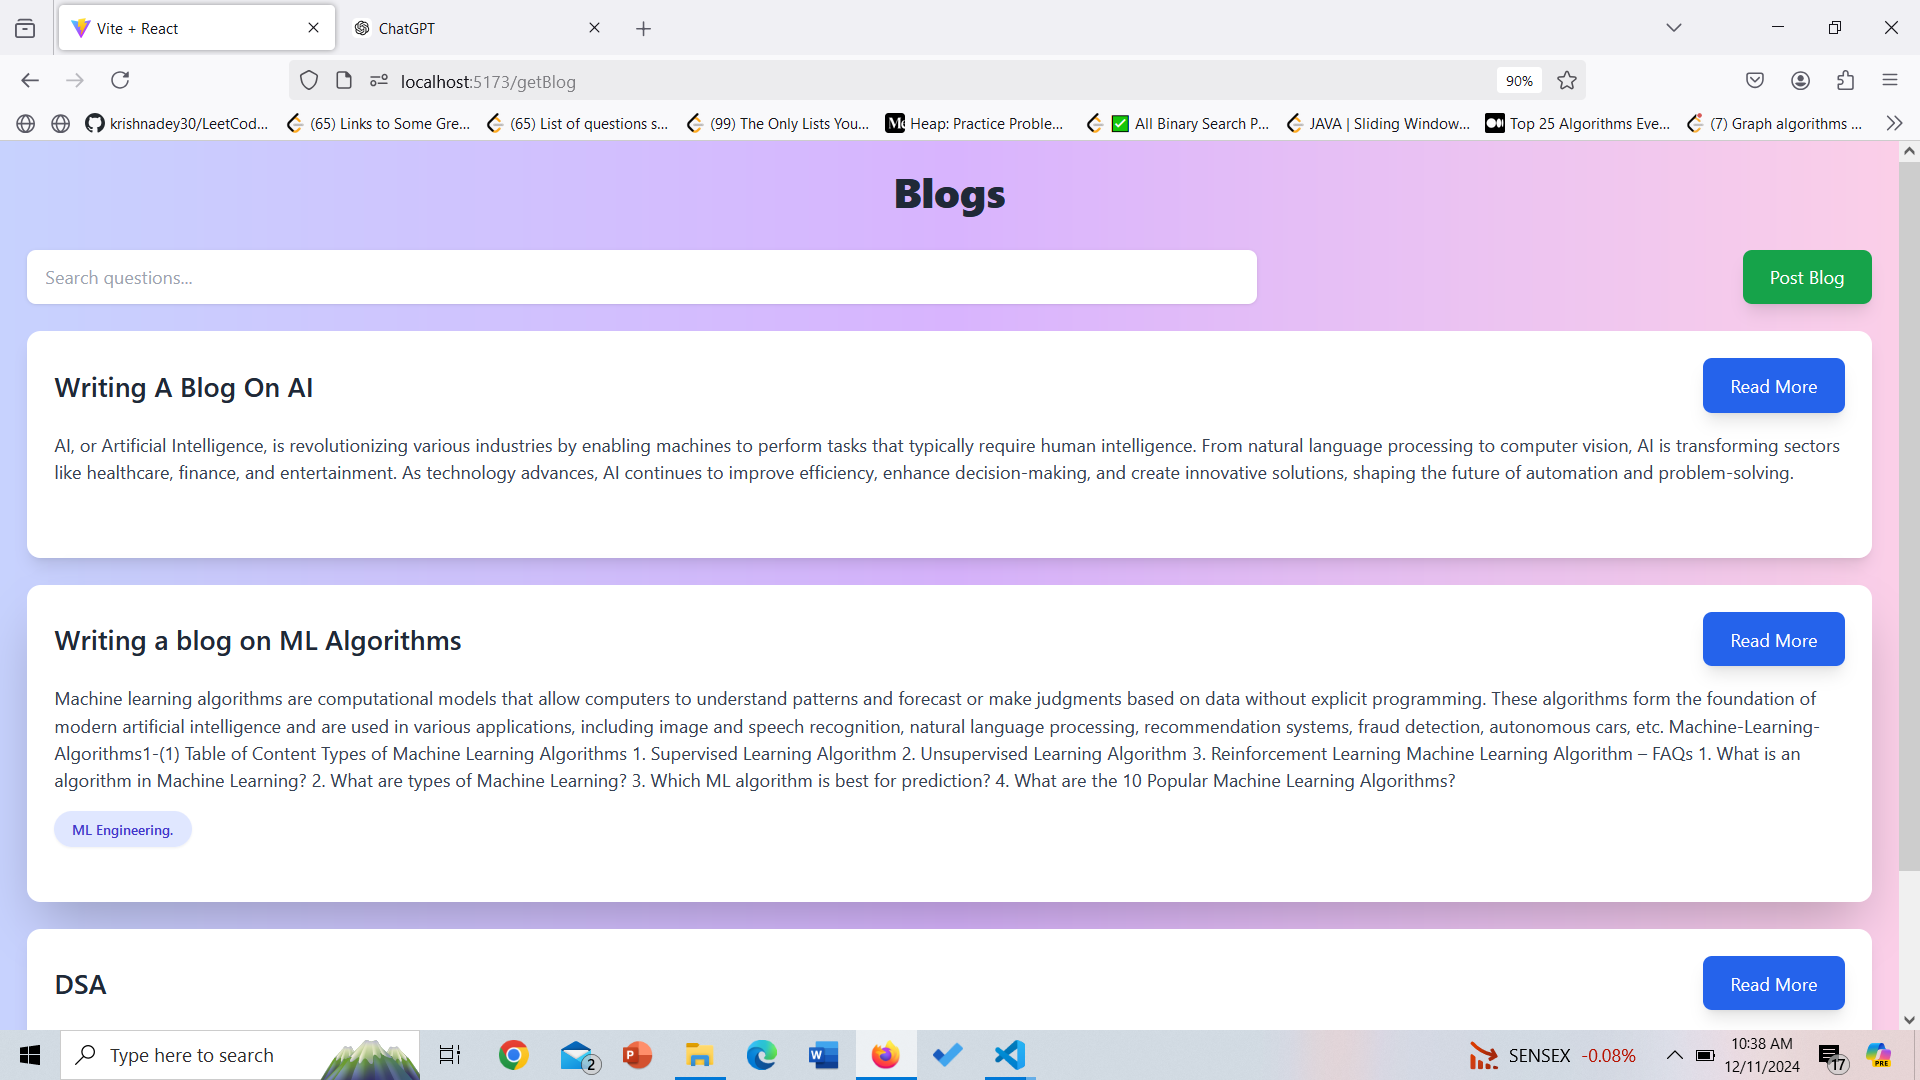 Vite + React
ChatGPT
localhost:5173/getBlog
90%
krishnadey30/LeetCod...
(65) Links to Some Gre...
(65) List of questions s...
(99) The Only Lists You...
Heap: Practice Proble...
All Binary Search P...
JAVA | Sliding Window...
Top 25 Algorithms Eve...
(7) Graph algorithms ...
Blogs
Search questions...
Post Blog
Writing A Blog On AI
Read More
AI, or Artificial Intelligence, is revolutionizing various industries by enabling machines to perform tasks that typically require human intelligence. From natural language processing to computer vision, AI is transforming sectors
like healthcare, finance, and entertainment. As technology advances, AI continues to improve efficiency, enhance decision-making, and create innovative solutions, shaping the future of automation and problem-solving.
Writing a blog on ML Algorithms
Read More
Machine learning algorithms are computational models that allow computers to understand patterns and forecast or make judgments based on data without explicit programming. These algorithms form the foundation of
modern artificial intelligence and are used in various applications, including image and speech recognition, natural language processing, recommendation systems, fraud detection, autonomous cars, etc. Machine-Learning-
Algorithms1-(1) Table of Content Types of Machine Learning Algorithms 1. Supervised Learning Algorithm 2. Unsupervised Learning Algorithm 3. Reinforcement Learning Machine Learning Algorithm – FAQs 1. What is an
algorithm in Machine Learning? 2. What are types of Machine Learning? 3. Which ML algorithm is best for prediction? 4. What are the 10 Popular Machine Learning Algorithms?
ML Engineering.
DSA
Read More
Type here to search
2
SENSEX -0.08%
10:38 AM
12/11/2024
17
PRE